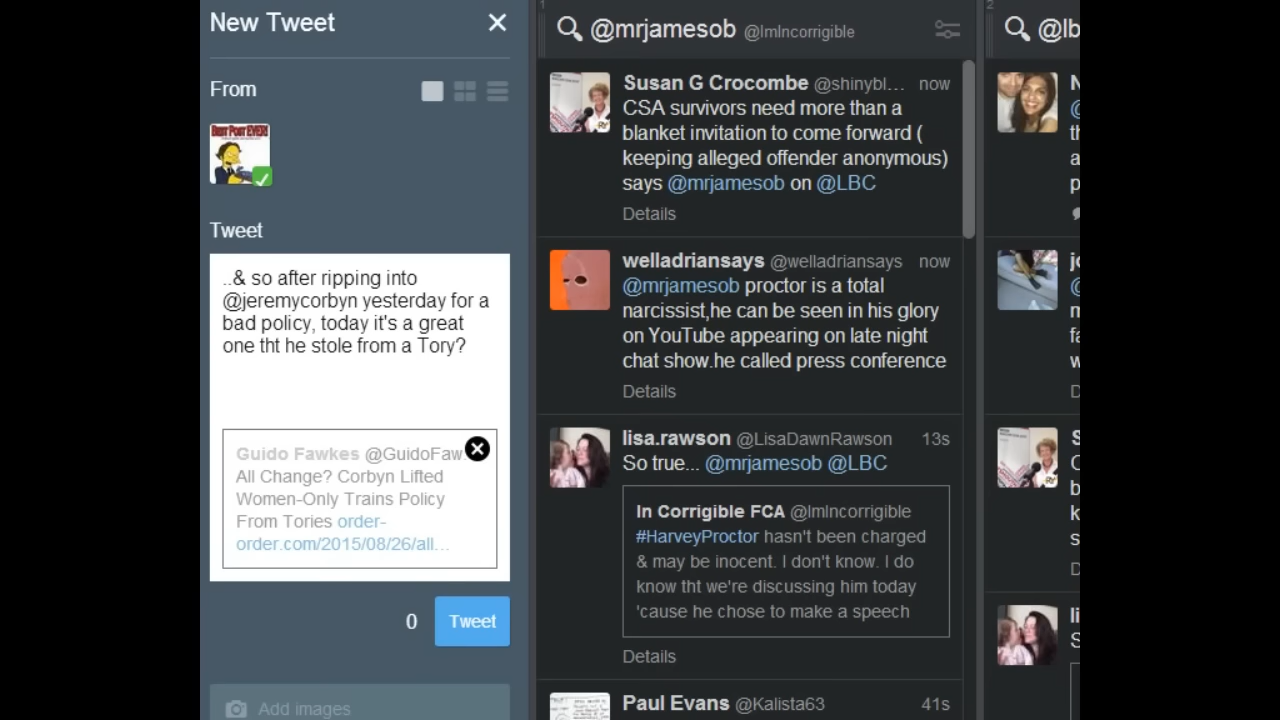 New Tweet
From
BEST POST EVER!
Tweet
..& so after ripping into
@jeremycorbyn yesterday for a
bad policy, today it's a great
one tht he stole from a Tory?
Guido Fawkes @GuidoFaw
All Change? Corbyn Lifted
Women-Only Trains Policy
From Tories order-
order.com/2015/08/26/all...
0
Tweet
Add images
1
@mrjamesob @ImIncorrigible
Susan G Crocombe @shinybl... now
CSA survivors need more than a
blanket invitation to come forward (
keeping alleged offender anonymous)
says @mrjamesob on @LBC
Details
welladriansays @welladriansays now
@mrjamesob proctor is a total
narcissist,he can be seen in his glory
on YouTube appearing on late night
chat show.he called press conference
Details
lisa.rawson @LisaDawnRawson 13s
So true... @mrjamesob @LBC
In Corrigible FCA @ImIncorrigible
#HarveyProctor hasn't been charged
& may be inocent. I don't know. I do
know tht we're discussing him today
'cause he chose to make a speech
Details
Paul Evans @Kalista63 41s
2
@lb